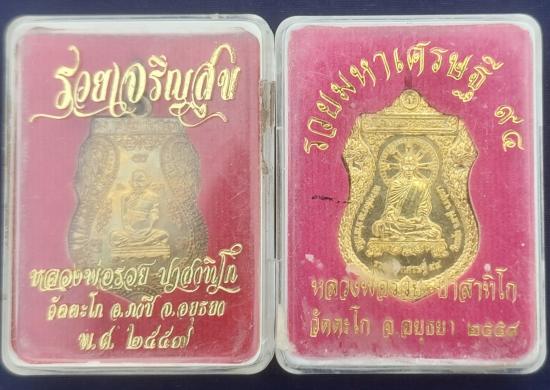 รวยเจริญสุข
หลวงพ่อรวย ปาสาทิโก
วัดตะโก อ.ภาชี จ.อยุธยา
พ.ศ. ๒๕๕๗
รวยมหาเศรษฐี ๙๔
หลวงพ่อรวย ปาสาทิโก
วัดตะโก จ.อยุธยา ๒๕๕๘